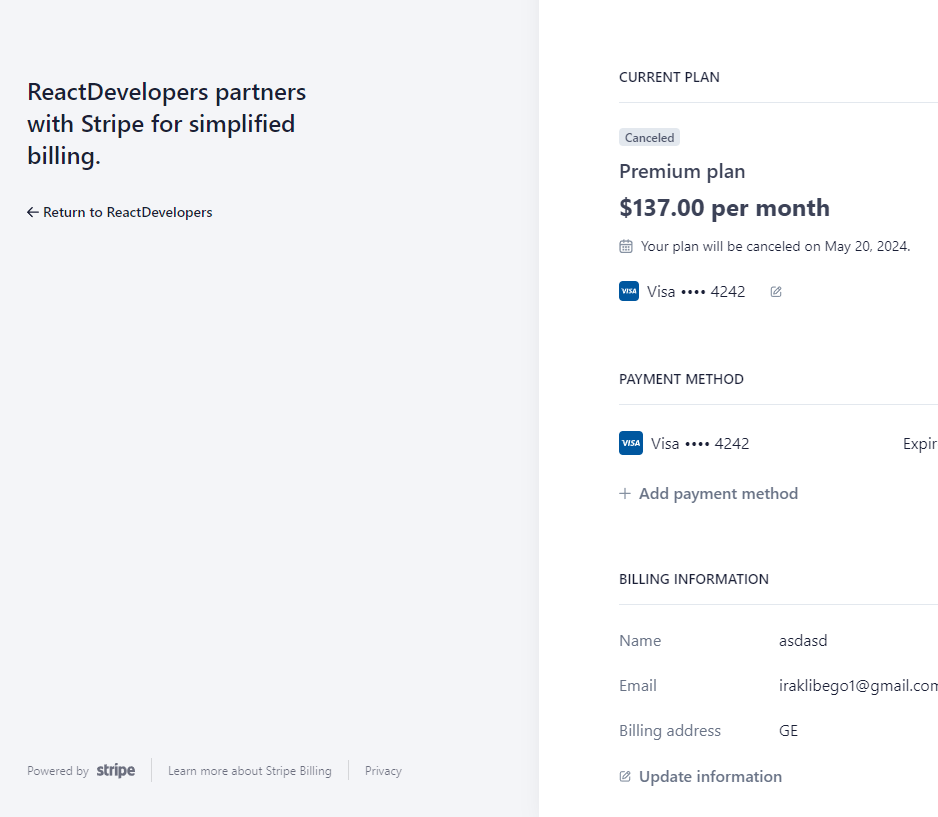 ReactDevelopers partners
with Stripe for simplified
billing.
← Return to ReactDevelopers
Powered by stripe
Learn more about Stripe Billing
Privacy
CURRENT PLAN
Canceled
Premium plan
$137.00 per month
Your plan will be canceled on May 20, 2024.
VISA Visa •••• 4242
PAYMENT METHOD
VISA Visa •••• 4242 Expir
+ Add payment method
BILLING INFORMATION
Name asdasd
Email iraklibego1@gmail.com
Billing address GE
Update information